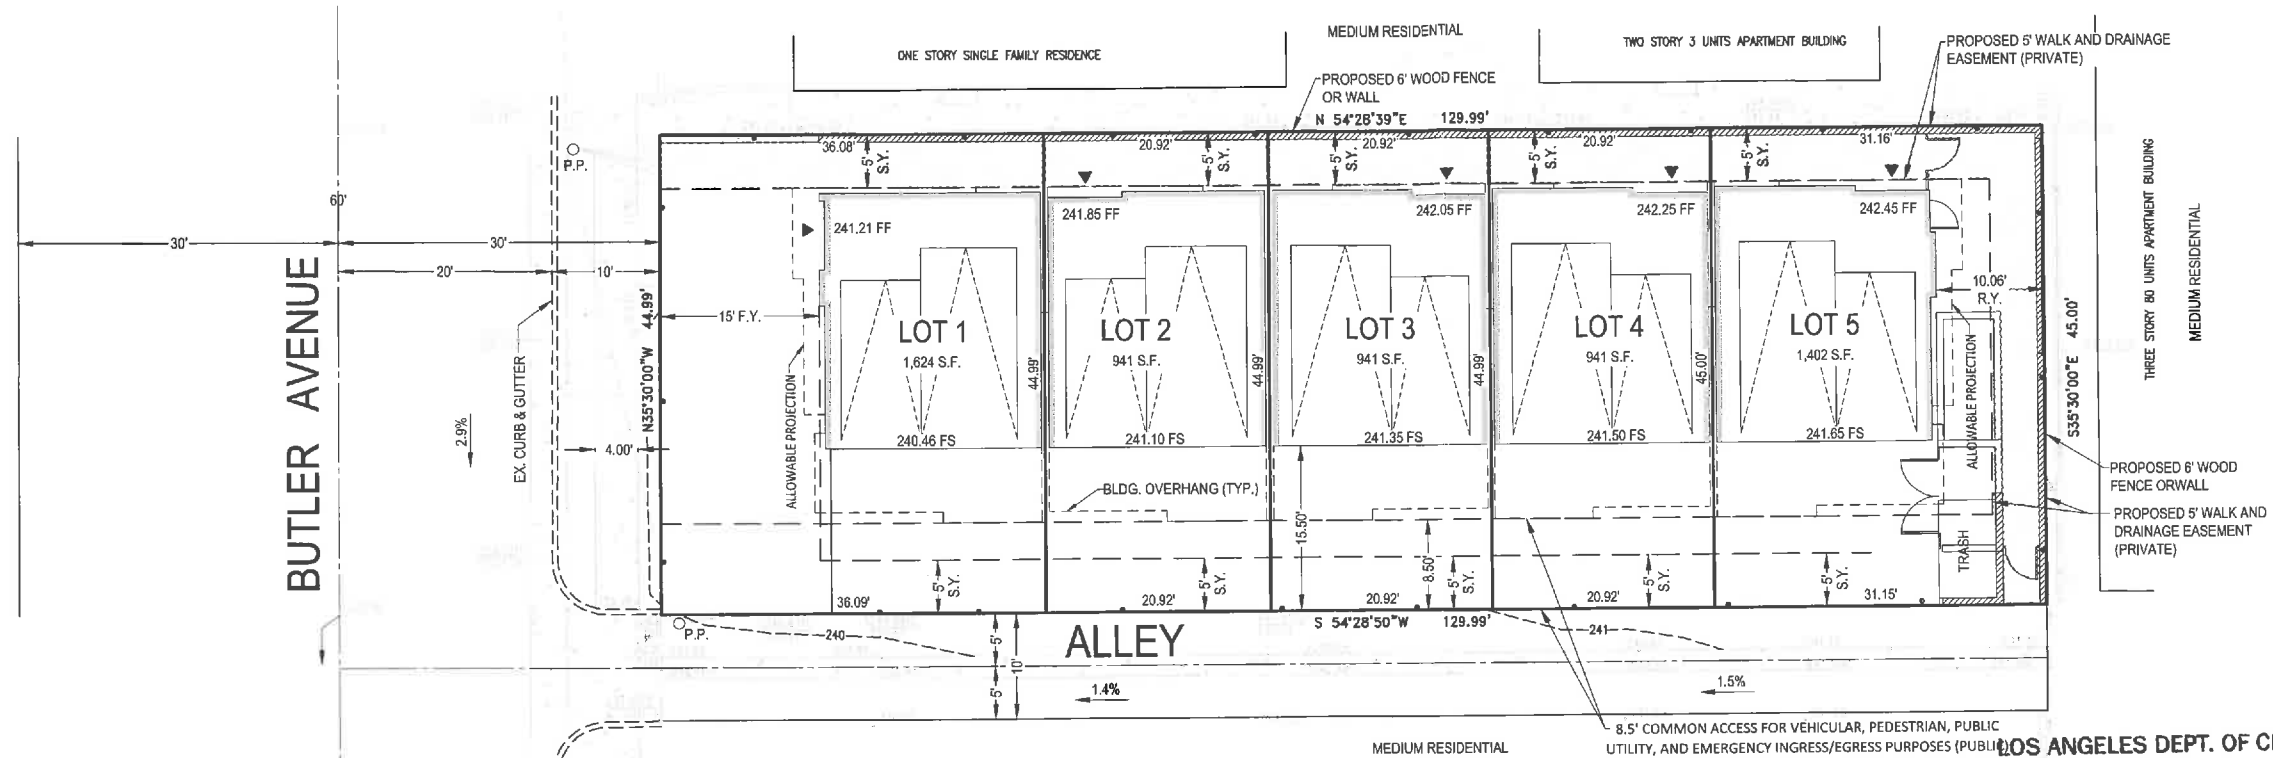 MEDIUM RESIDENTIAL
ONE STORY SINGLE FAMILY RESIDENCE
TWO STORY 3 UNITS APARTMENT BUILDING
PROPOSED 5' WALK AND DRAINAGE
EASEMENT (PRIVATE)
PROPOSED 6' WOOD FENCE
OR WALL
N 54°28'39"E 129.99'
P.P.
36.08'
20.92'
20.92'
20.92'
31.16'
5'
S.Y.
5'
S.Y.
5'
S.Y.
5'
S.Y.
5'
S.Y.
60'
30'
30'
20'
10'
241.21 FF
241.85 FF
242.05 FF
242.25 FF
242.45 FF
BUTLER AVENUE
2.9%
EX. CURB & GUTTER
4.00'
N35°30'00"W 44.99'
15' F.Y.
ALLOWABLE PROJECTION
LOT 1
1,624 S.F.
LOT 2
941 S.F.
LOT 3
941 S.F.
LOT 4
941 S.F.
LOT 5
1,402 S.F.
44.99'
44.99'
44.99'
45.00'
10.06'
R.Y.
ALLOWABLE PROJECTION
S35°30'00"E 45.00'
THREE STORY 80 UNITS APARTMENT BUILDING
MEDIUM RESIDENTIAL
240.46 FS
241.10 FS
241.35 FS
241.50 FS
241.65 FS
PROPOSED 6' WOOD
FENCE ORWALL
PROPOSED 5' WALK AND
DRAINAGE EASEMENT
(PRIVATE)
BLDG. OVERHANG (TYP.)
15.50'
8.50'
TRASH
5'
S.Y.
5'
S.Y.
5'
S.Y.
5'
S.Y.
5'
S.Y.
36.09'
20.92'
20.92'
20.92'
31.15'
S 54°28'50"W 129.99'
P.P.
240
ALLEY
241
5'
10'
5'
1.4%
1.5%
8.5' COMMON ACCESS FOR VEHICULAR, PEDESTRIAN, PUBLIC
UTILITY, AND EMERGENCY INGRESS/EGRESS PURPOSES (PUBLIC)
MEDIUM RESIDENTIAL
LOS ANGELES DEPT. OF